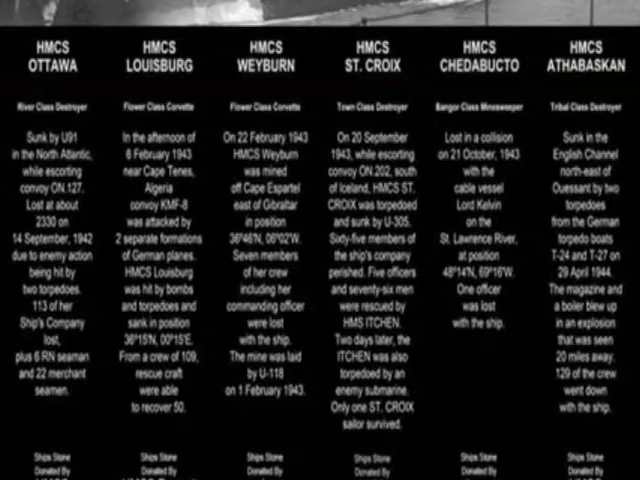 HMCS
OTTAWA
River Class Destroyer
Sunk by U91
in the North Atlantic,
while escorting
convoy ON.127.
Lost at about
2330 on
14 September, 1942
due to enemy action
being hit by
two torpedoes.
113 of her
Ship's Company
lost,
plus 6 RN seaman
and 22 merchant
seamen.
Ships Stone
Donated By
HMCS
LOUISBURG
Flower Class Corvette
In the afternoon of
6 February 1943
near Cape Tenes,
Algeria
convoy KMF-8
was attacked by
2 separate formations
of German planes.
HMCS Louisburg
was hit by bombs
and torpedoes and
sank in position
36º15'N, 00º15'E.
From a crew of 109,
rescue craft
were able
to recover 50.
Ships Stone
Donated By
HMCS
WEYBURN
Flower Class Corvette
On 22 February 1943
HMCS Weyburn
was mined
off Cape Espartel
east of Gibraltar
in position
36º46'N, 06º02'W.
Seven members
of her crew
including her
commanding officer
were lost
with the ship.
The mine was laid
by U-118
on 1 February 1943.
Ships Stone
Donated By
HMCS
ST. CROIX
Town Class Destroyer
On 20 September
1943, while escorting
convoy ON.202, south
of Iceland, HMCS ST.
CROIX was torpedoed
and sunk by U-305.
Sixty-five members of
the ship's company
perished. Five officers
and seventy-six men
were rescued by
HMS ITCHEN.
Two days later, the
ITCHEN was also
torpedoed by an
enemy submarine.
Only one ST. CROIX
sailor survived.
Ships Stone
Donated By
HMCS
CHEDABUCTO
Bangor Class Minesweeper
Lost in a collision
on 21 October, 1943
with the
cable vessel
Lord Kelvin
on the
St. Lawrence River,
at position
48º14'N, 69º16'W.
One officer
was lost
with the ship.
Ships Stone
Donated By
HMCS
ATHABASKAN
Tribal Class Destroyer
Sunk in the
English Channel
north-east of
Ouessant by two
torpedoes
from the German
torpedo boats
T-24 and T-27 on
29 April 1944.
The magazine and
a boiler blew up
in an explosion
that was seen
20 miles away.
129 of the crew
went down
with the ship.
Ships Stone
Donated By